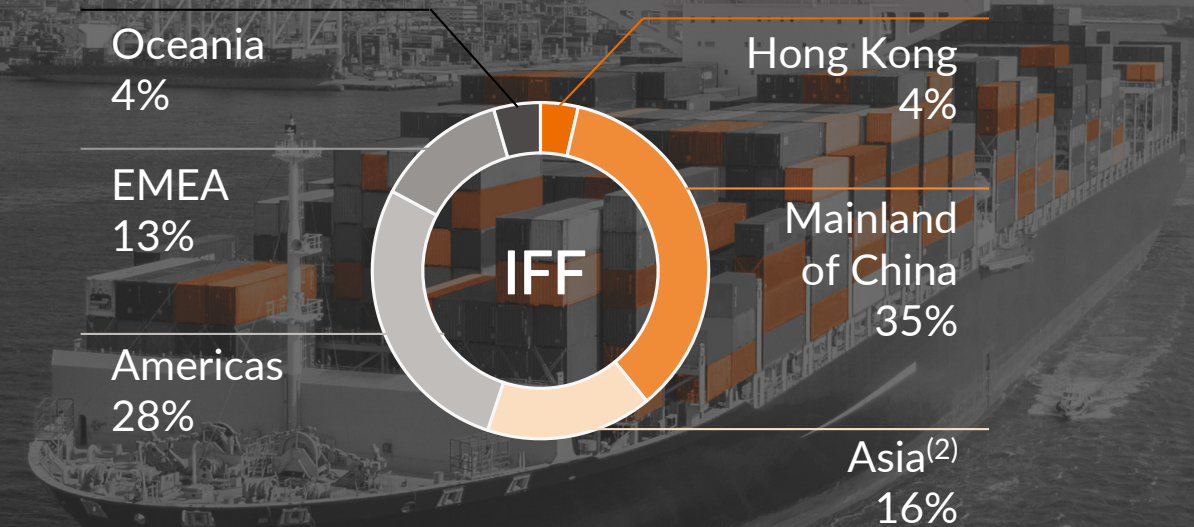 Oceania
4%
EMEA
13%
Americas
28%
IFF
Hong Kong
4%
Mainland
of China
35%
Asia(2)
16%